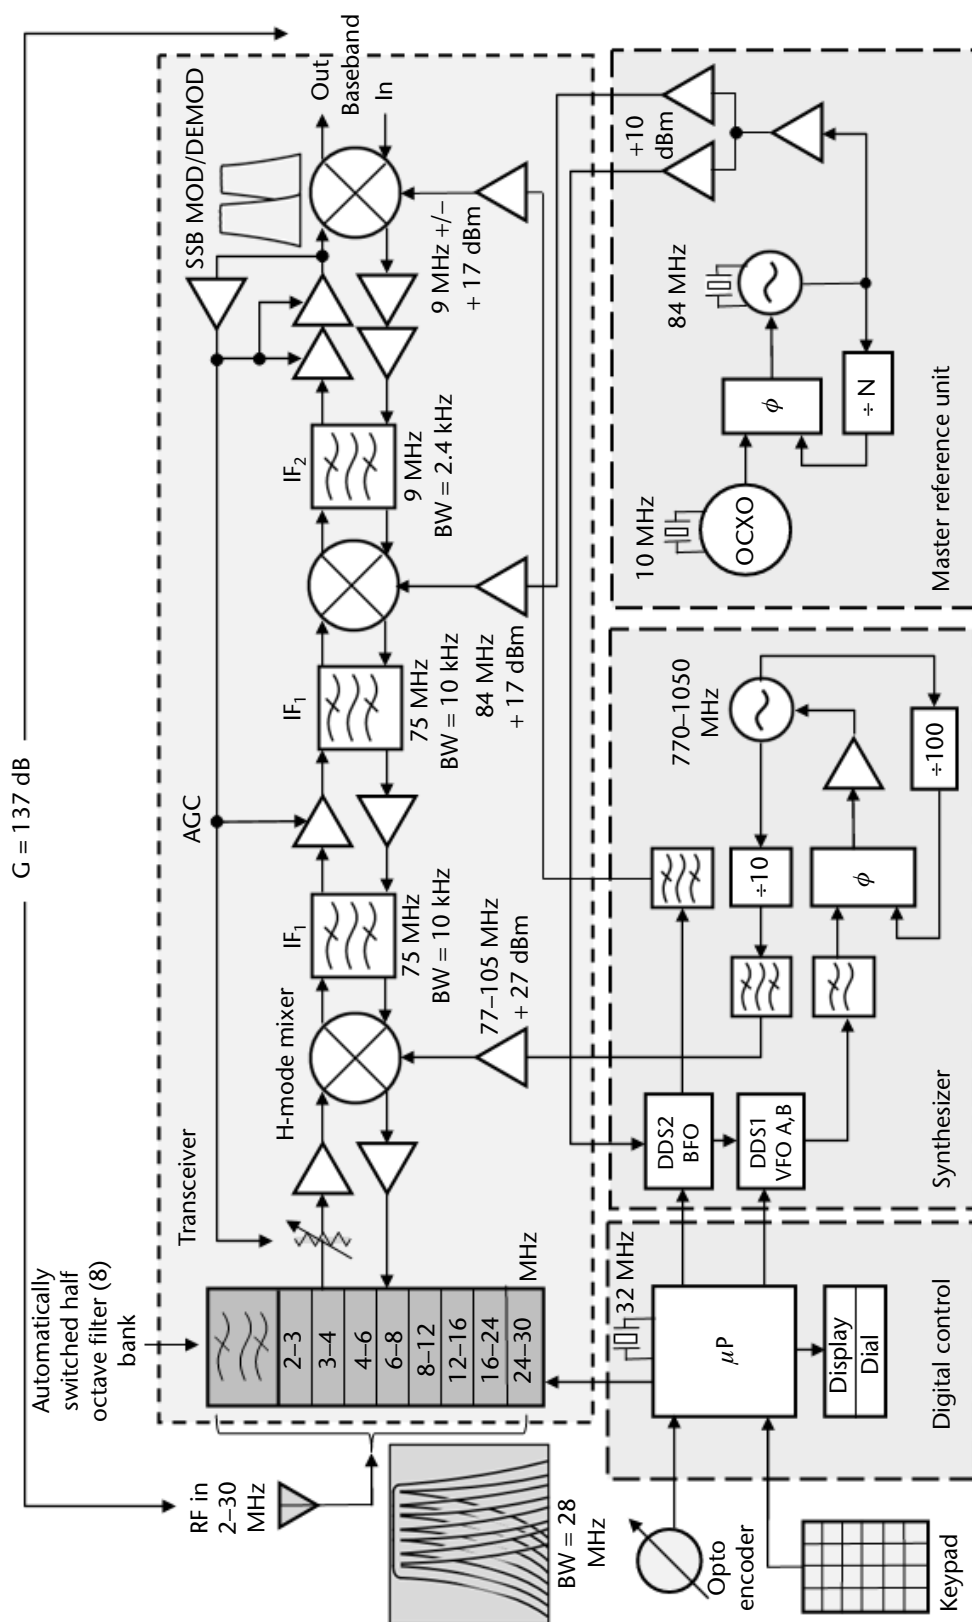 G = 137 dB
Automatically
switched half
octave filter (8)
bank
Transceiver
AGC
SSB MOD/DEMOD
Out
Baseband
In
RF in
2–30
MHz
2–3
3–4
4–6
6–8
8–12
12–16
16–24
24–30
MHz
BW = 28
MHz
H-mode mixer
77–105 MHz
+ 27 dBm
IF1
75 MHz
BW = 10 kHz
IF1
75 MHz
BW = 10 kHz
84 MHz
+ 17 dBm
IF2
9 MHz
BW = 2.4 kHz
9 MHz +/–
+ 17 dBm
Opto
encoder
Keypad
32 MHz
μP
Display
Dial
Digital control
DDS2
BFO
DDS1
VFO A,B
÷10
770–1050
MHz
ϕ
÷100
Synthesizer
10 MHz
OCXO
ϕ
84 MHz
÷ N
+10
dBm
Master reference unit